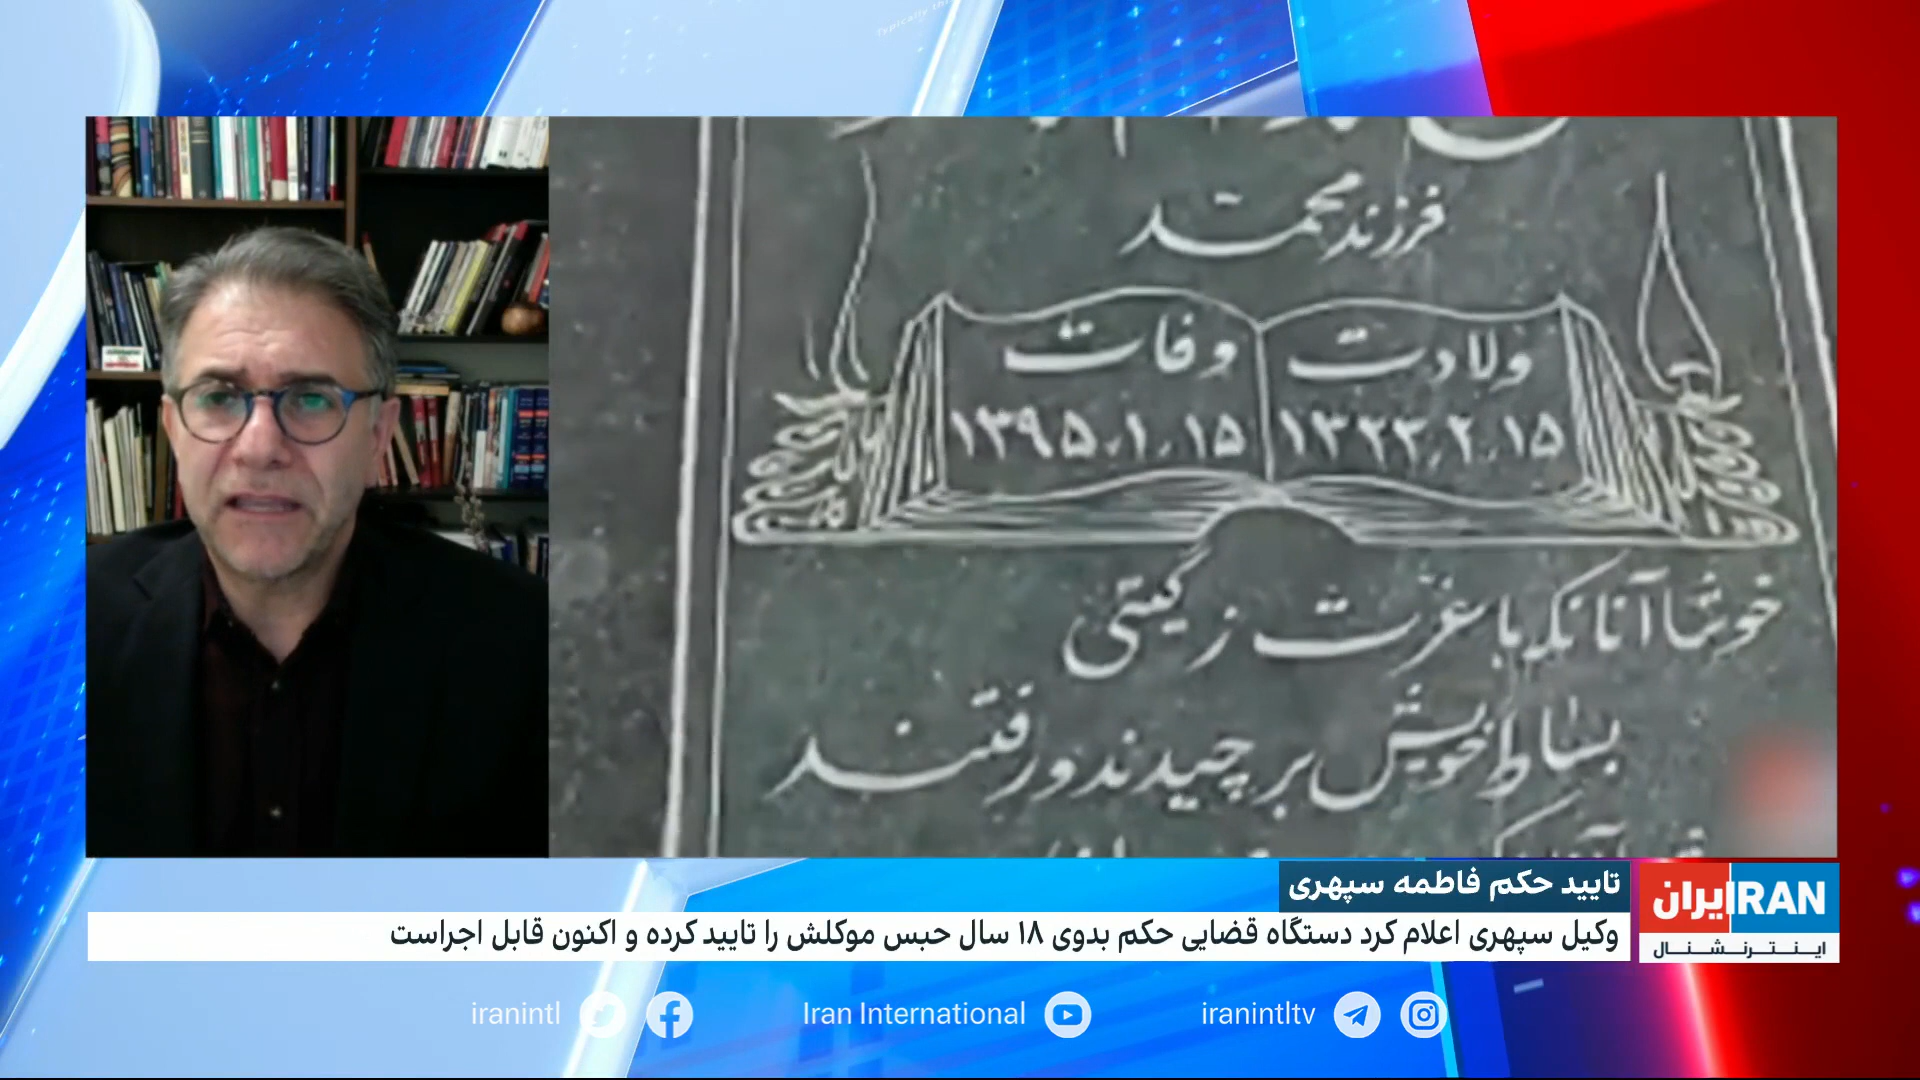 فرزند محمد
ولادت وفات
۱۳۲۳٫۲٫۱۵ ۱۳۹۵٫۱٫۱۵
خوشا آنانکه با عزت ز گیتی
بساط خویش برچیدند و رفتند
تایید حکم فاطمه سپهری
وکیل سپهری اعلام کرد دستگاه قضایی حکم بدوی ۱۸ سال حبس موکلش را تایید کرده و اکنون قابل اجراست
ایران IRAN
اینترنشنال
iranintl
Iran International
iranintltv